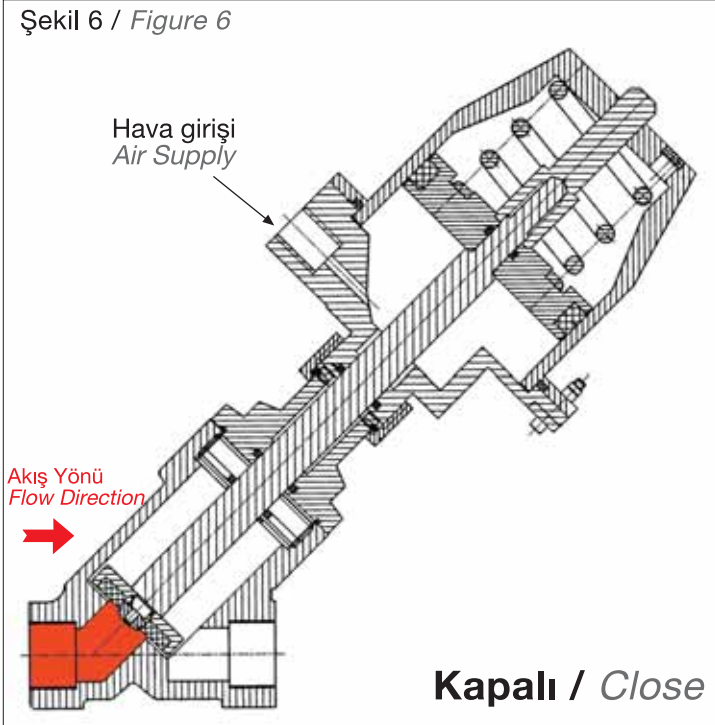 Şekil 6 / Figure 6
Hava girişi
Air Supply
Akış Yönü
Flow Direction
Kapalı / Close